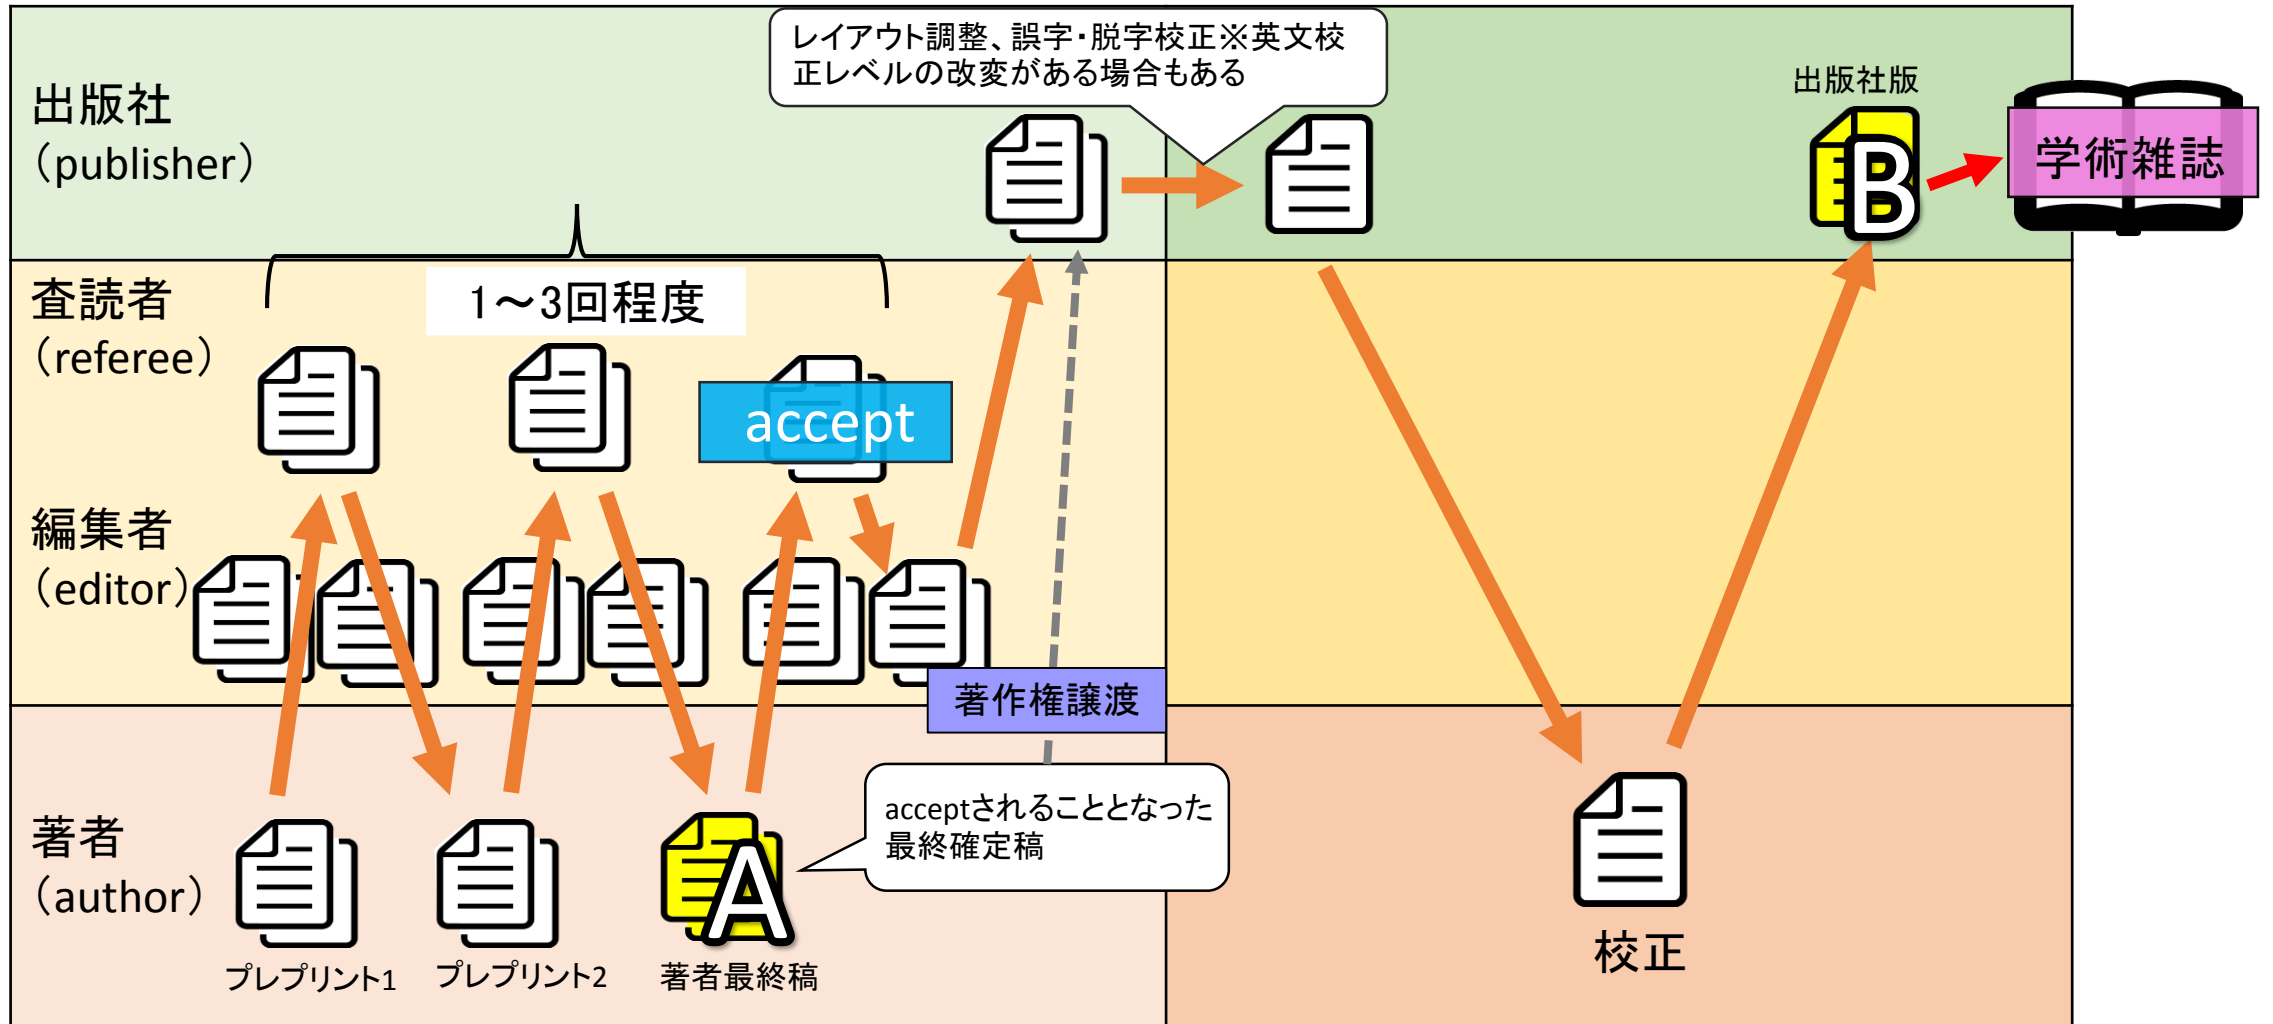 レイアウト調整、誤字・脱字校正※英文校
正レベルの改変がある場合もある
出版社
（publisher）
出版社版
B
学術雑誌
1～3回程度
査読者
（referee）
accept
編集者
（editor）
著作権譲渡
acceptされることとなった
最終確定稿
著者
（author）
A
プレプリント1
プレプリント2
著者最終稿
校正